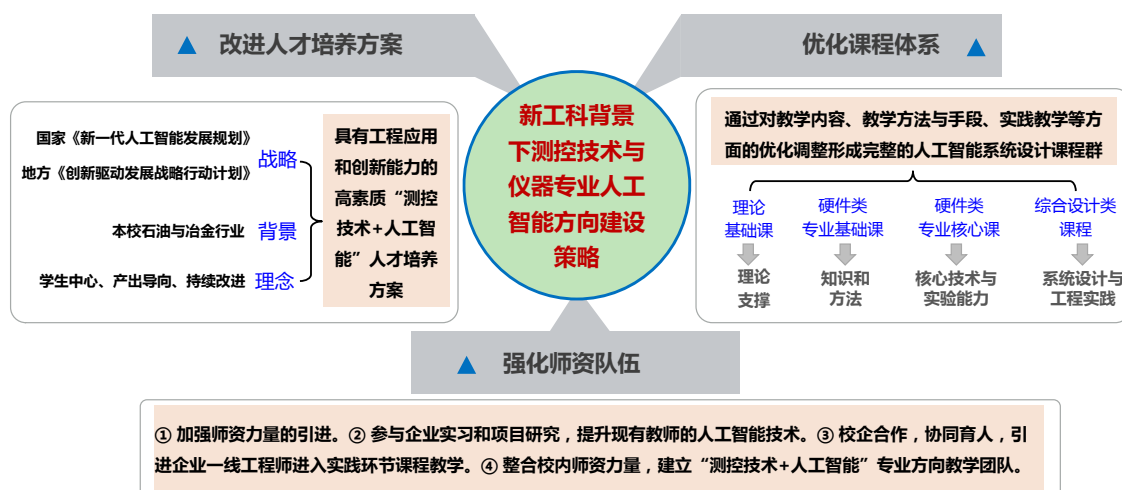 ▲ 改进人才培养方案
优化课程体系 ▲
新工科背景
下测控技术与
仪器专业人工
智能方向建设
策略
国家《新一代人工智能发展规划》
地方《创新驱动发展战略行动计划》
战略
本校石油与冶金行业 背景
学生中心、产出导向、持续改进 理念
具有工程应用
和创新能力的
高素质“测控
技术+人工智
能”人才培养
方案
通过对教学内容、教学方法与手段、实践教学等方
面的优化调整形成完整的人工智能系统设计课程群
理论
基础课
硬件类
专业基础课
硬件类
专业核心课
综合设计类
课程
理论
支撑
知识和
方法
核心技术与
实验能力
系统设计与
工程实践
▲ 强化师资队伍
① 加强师资力量的引进。② 参与企业实习和项目研究，提升现有教师的人工智能技术。③ 校企合作，协同育人，引
进企业一线工程师进入实践环节课程教学。④ 整合校内师资力量，建立“测控技术+人工智能”专业方向教学团队。